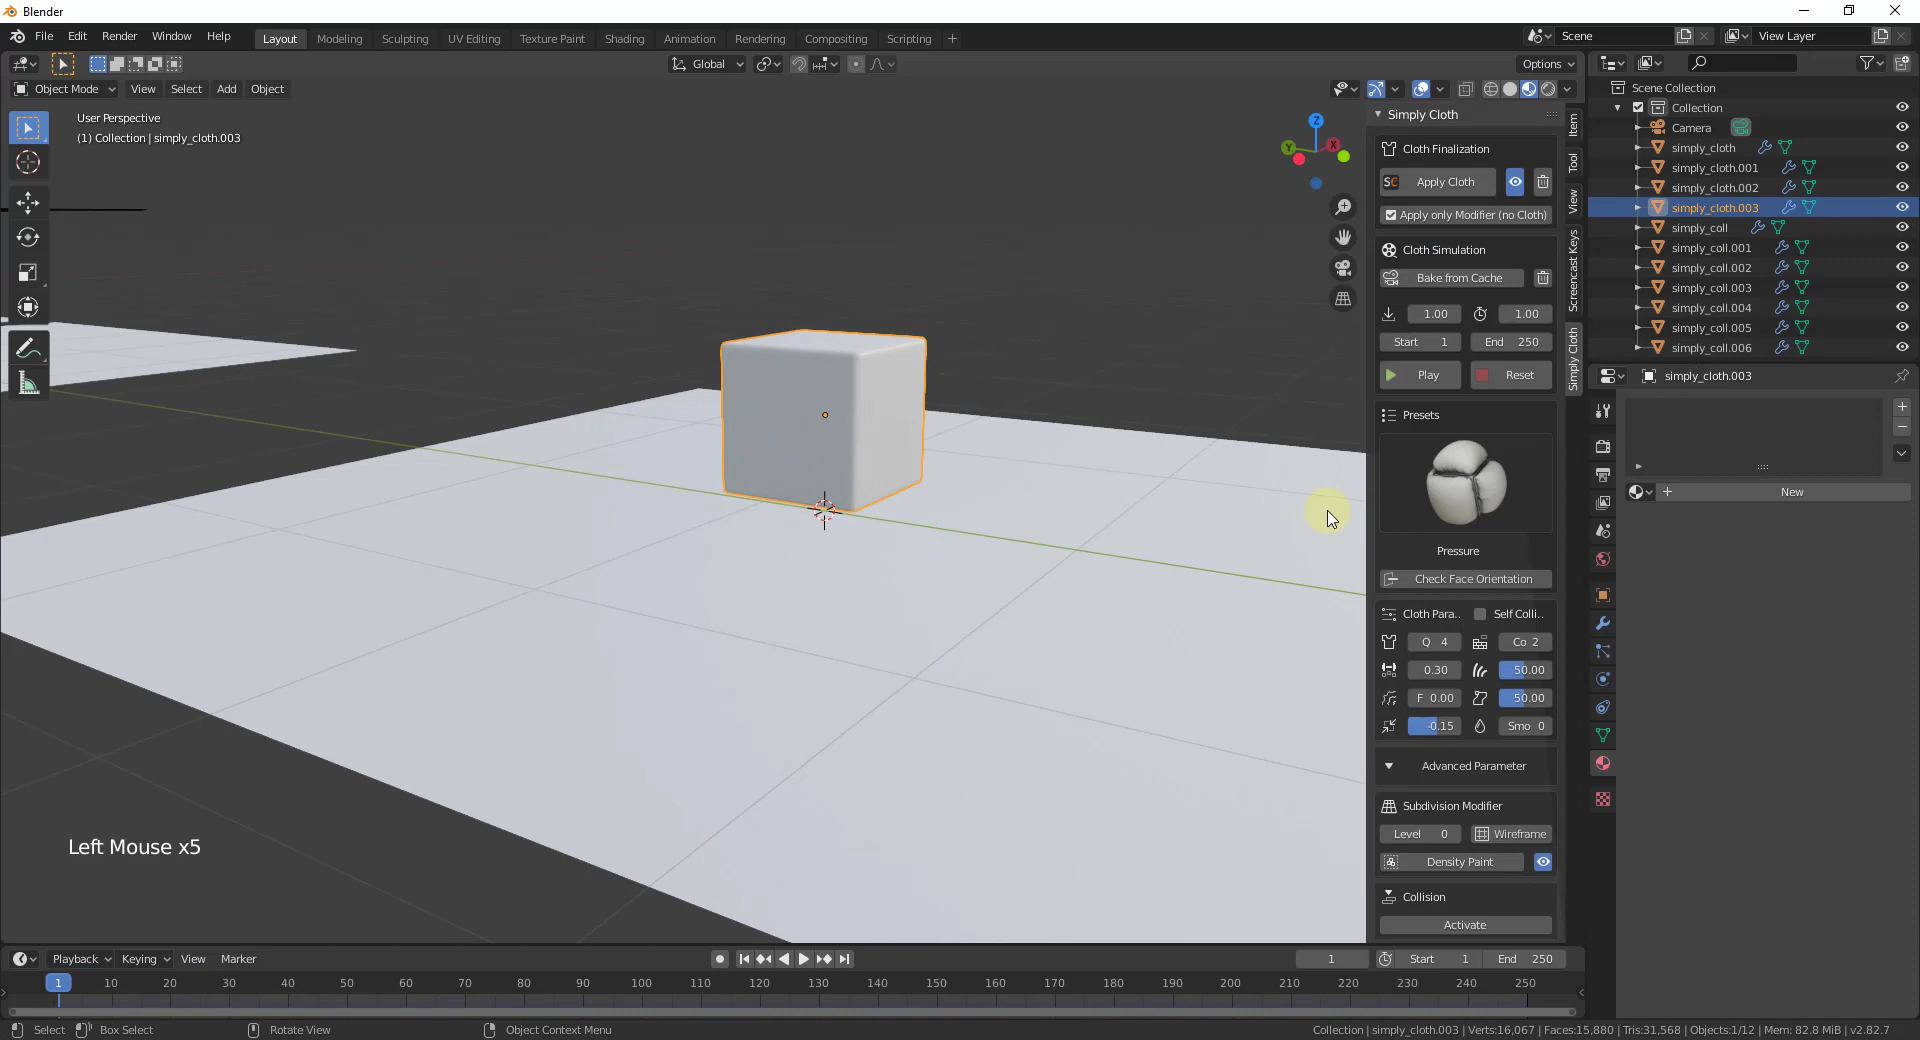 Blender
File Edit Render Window Help Layout Modeling Sculpting UV Editing Texture Paint Shading Animation Rendering Compositing Scripting + Scene View Layer
Global Options
Object Mode View Select Add Object
User Perspective
(1) Collection | simply_cloth.003
Z
Y
X
Simply Cloth
Cloth Finalization
SC Apply Cloth
Apply only Modifier (no Cloth)
Cloth Simulation
Bake from Cache
1.00 1.00
Start 1 End 250
Play Reset
Presets
Pressure
Check Face Orientation
Cloth Para.. Self Colli..
Q 4 Co 2
0.30 50.00
F 0.00 50.00
-0.15 Smo 0
Advanced Parameter
Subdivision Modifier
Level 0 Wireframe
Density Paint
Collision
Activate
Item
Tool
View
Screencast Keys
Simply Cloth
Scene Collection
Collection
Camera
simply_cloth
simply_cloth.001
simply_cloth.002
simply_cloth.003
simply_coll
simply_coll.001
simply_coll.002
simply_coll.003
simply_coll.004
simply_coll.005
simply_coll.006
simply_cloth.003
New
Left Mouse x5
Playback Keying View Marker 1 Start 1 End 250
1 10 20 30 40 50 60 70 80 90 100 110 120 130 140 150 160 170 180 190 200 210 220 230 240 250
Select Box Select Rotate View Object Context Menu Collection | simply_cloth.003 | Verts:16,067 | Faces:15,880 | Tris:31,568 | Objects:1/12 | Mem: 82.8 MiB | v2.82.7